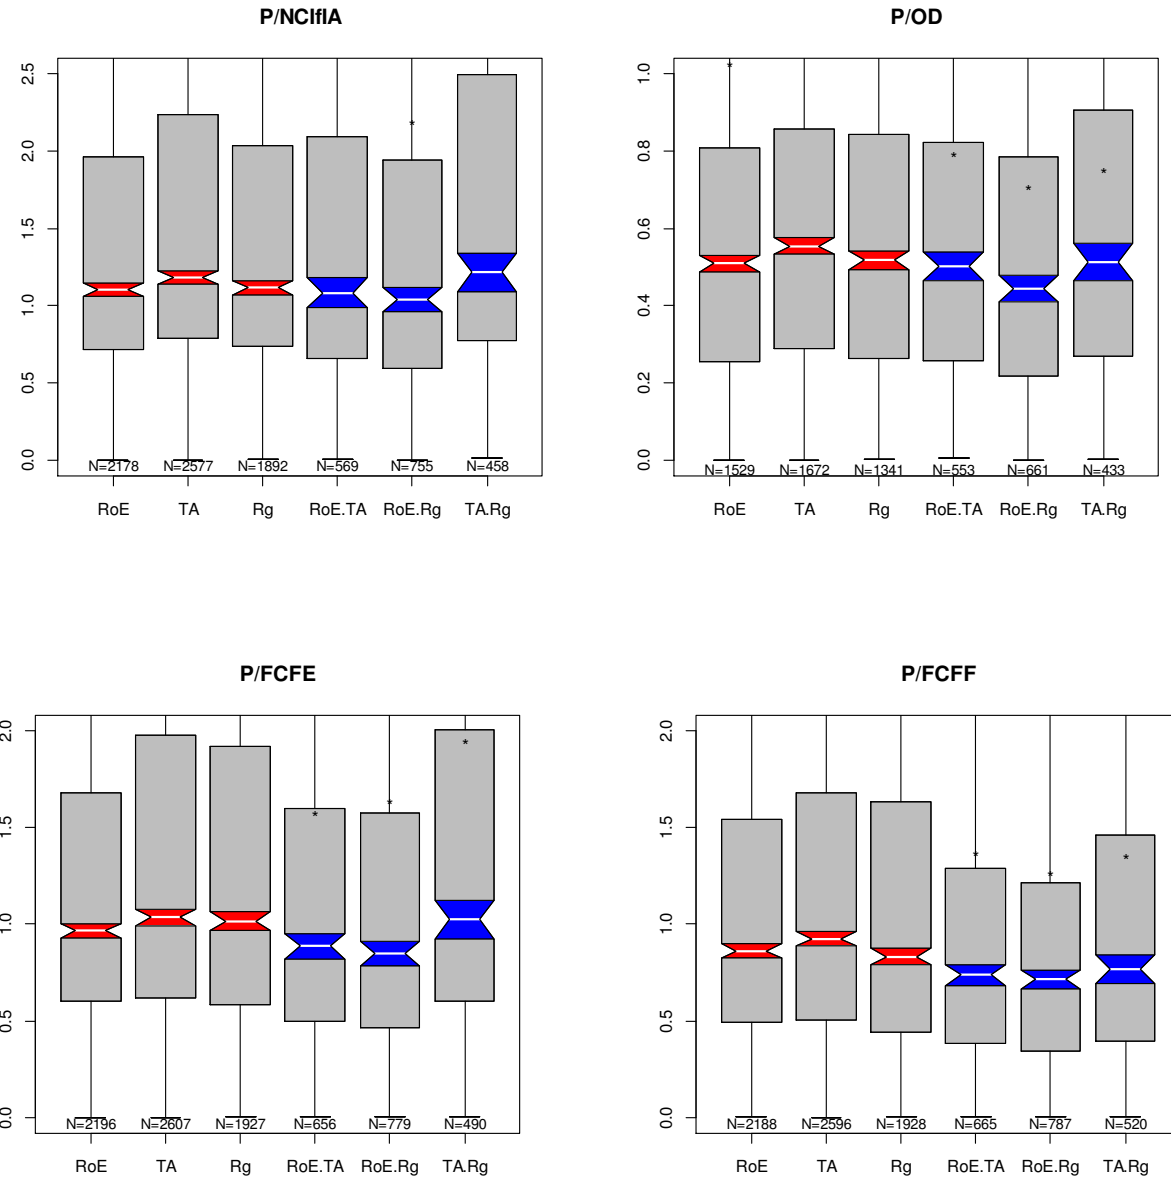 P/NCIfIA
P/OD
2.5
2.0
1.5
1.0
0.5
0.0
N=2178 N=2577 N=1892 N=569 N=755 N=458
RoE TA Rg RoE.TA RoE.Rg TA.Rg
1.0
0.8
0.6
0.4
0.2
0.0
N=1529 N=1672 N=1341 N=553 N=661 N=433
RoE TA Rg RoE.TA RoE.Rg TA.Rg
P/FCFE
P/FCFF
2.0
1.5
1.0
0.5
0.0
N=2196 N=2607 N=1927 N=656 N=779 N=490
RoE TA Rg RoE.TA RoE.Rg TA.Rg
2.0
1.5
1.0
0.5
0.0
N=2188 N=2596 N=1928 N=665 N=787 N=520
RoE TA Rg RoE.TA RoE.Rg TA.Rg